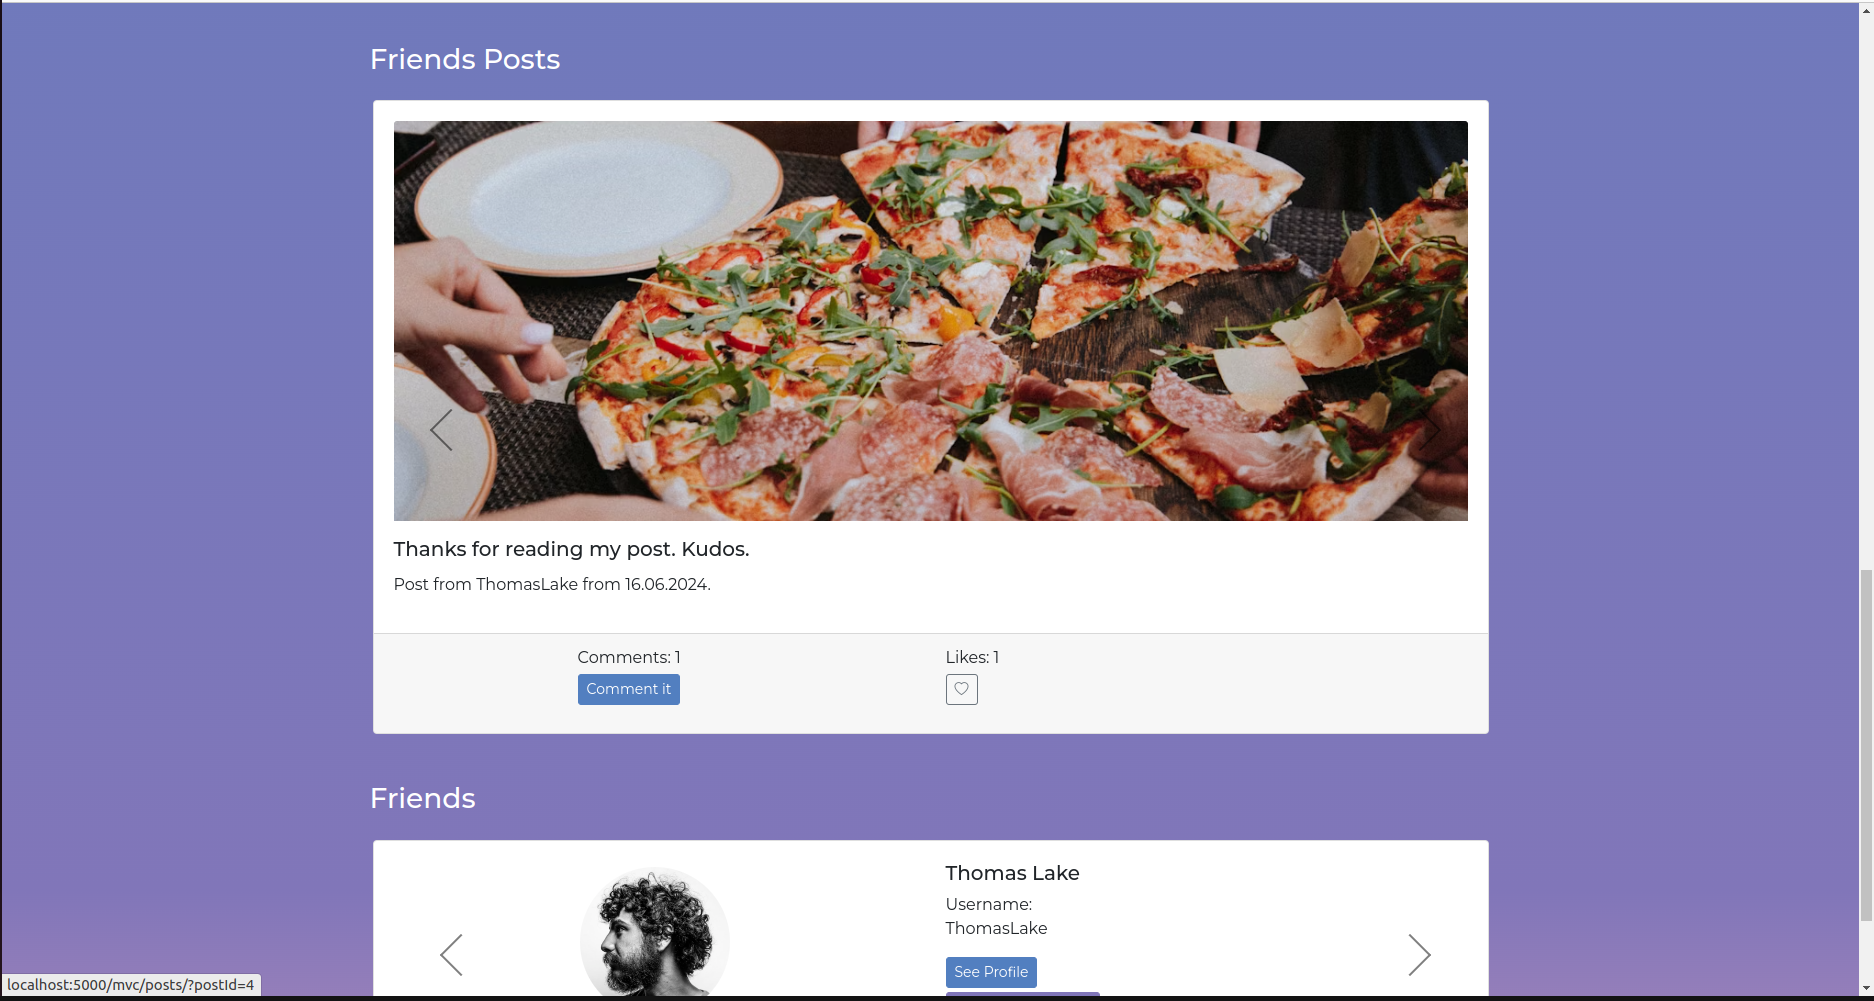 Friends Posts
Thanks for reading my post. Kudos.
Post from ThomasLake from 16.06.2024.
Comments: 1
Likes: 1
Comment it
Friends
Thomas Lake
Username:
ThomasLake
See Profile
localhost:5000/mvc/posts/?postId=4